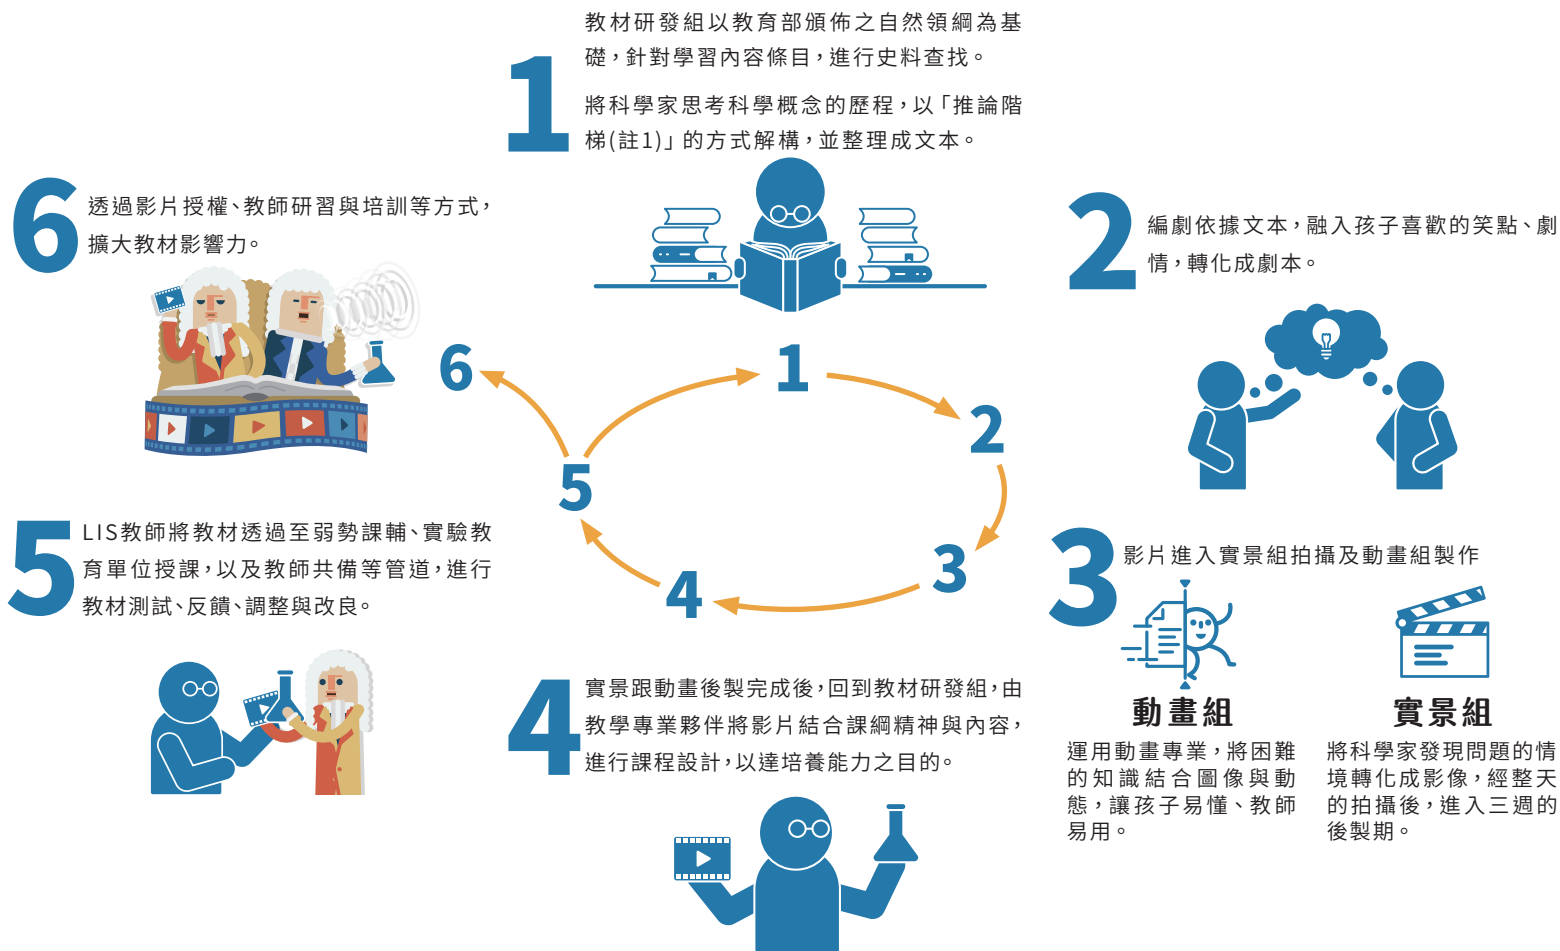 1
教材研發組以教育部頒佈之自然領綱為基
礎，針對學習內容條目，進行史料查找。
將科學家思考科學概念的歷程，以「推論階
梯(註1)」的方式解構，並整理成文本。
2
編劇依據文本，融入孩子喜歡的笑點、劇
情，轉化成劇本。
3
影片進入實景組拍攝及動畫組製作
動畫組
運用動畫專業，將困難
的知識結合圖像與動
態，讓孩子易懂、教師
易用。
實景組
將科學家發現問題的情
境轉化成影像，經整天
的拍攝後，進入三週的
後製期。
4
實景跟動畫後製完成後，回到教材研發組，由
教學專業夥伴將影片結合課綱精神與內容，
進行課程設計，以達培養能力之目的。
5
LIS教師將教材透過至弱勢課輔、實驗教
育單位授課，以及教師共備等管道，進行
教材測試、反饋、調整與改良。
6
透過影片授權、教師研習與培訓等方式，
擴大教材影響力。
1
2
3
4
5
6